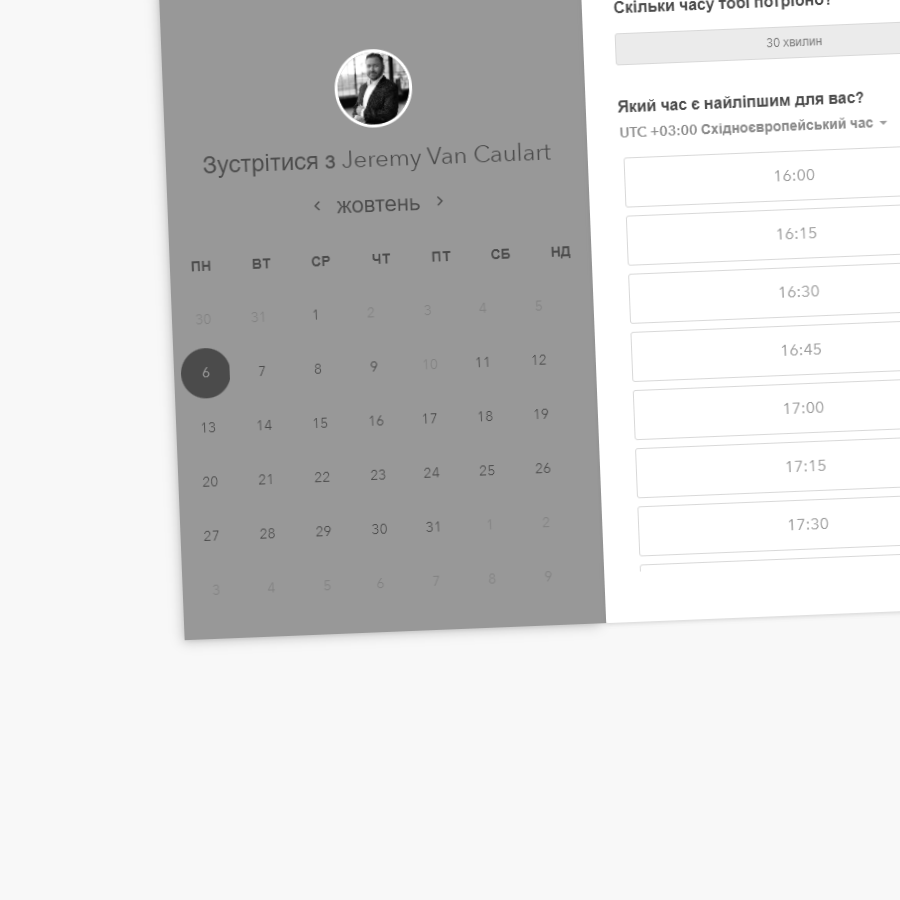 Зустрітися з Jeremy Van Caulart
‹ жовтень ›
ПН ВТ СР ЧТ ПТ СБ НД
30 31 1 2 3 4 5
6 7 8 9 10 11 12
13 14 15 16 17 18 19
20 21 22 23 24 25 26
27 28 29 30 31 1 2
3 4 5 6 7 8 9
Скільки часу тобі потрібно?
30 хвилин
Який час є найліпшим для вас?
UTC +03:00 Східноєвропейський час
16:00
16:15
16:30
16:45
17:00
17:15
17:30